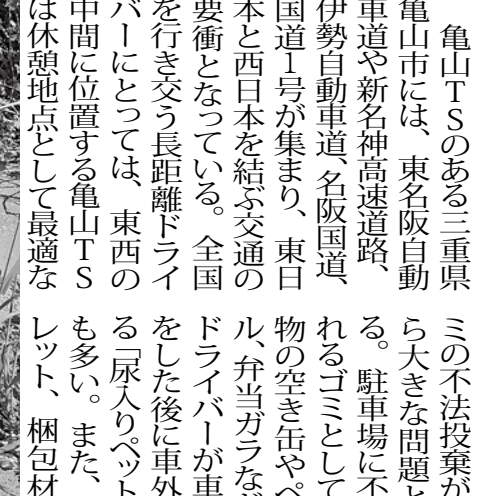 亀山TSのある三重県
亀山市には、東名阪自動
車道や新名神高速道路、
伊勢自動車道、名阪国道、
国道1号が集まり、東日
本と西日本を結ぶ交通の
要衝となっている。全国
を行き交う長距離ドライ
バーにとっては、東西の
中間に位置する亀山TS
は休憩地点として最適な
ミの不法投棄が
ら大きな問題と
る。駐車場に不
れるゴミとして
物の空き缶やペ
ル、弁当ガラなど
ドライバーが車
をした後に車外
る「尿入りペット
も多い。また、
レット、梱包材